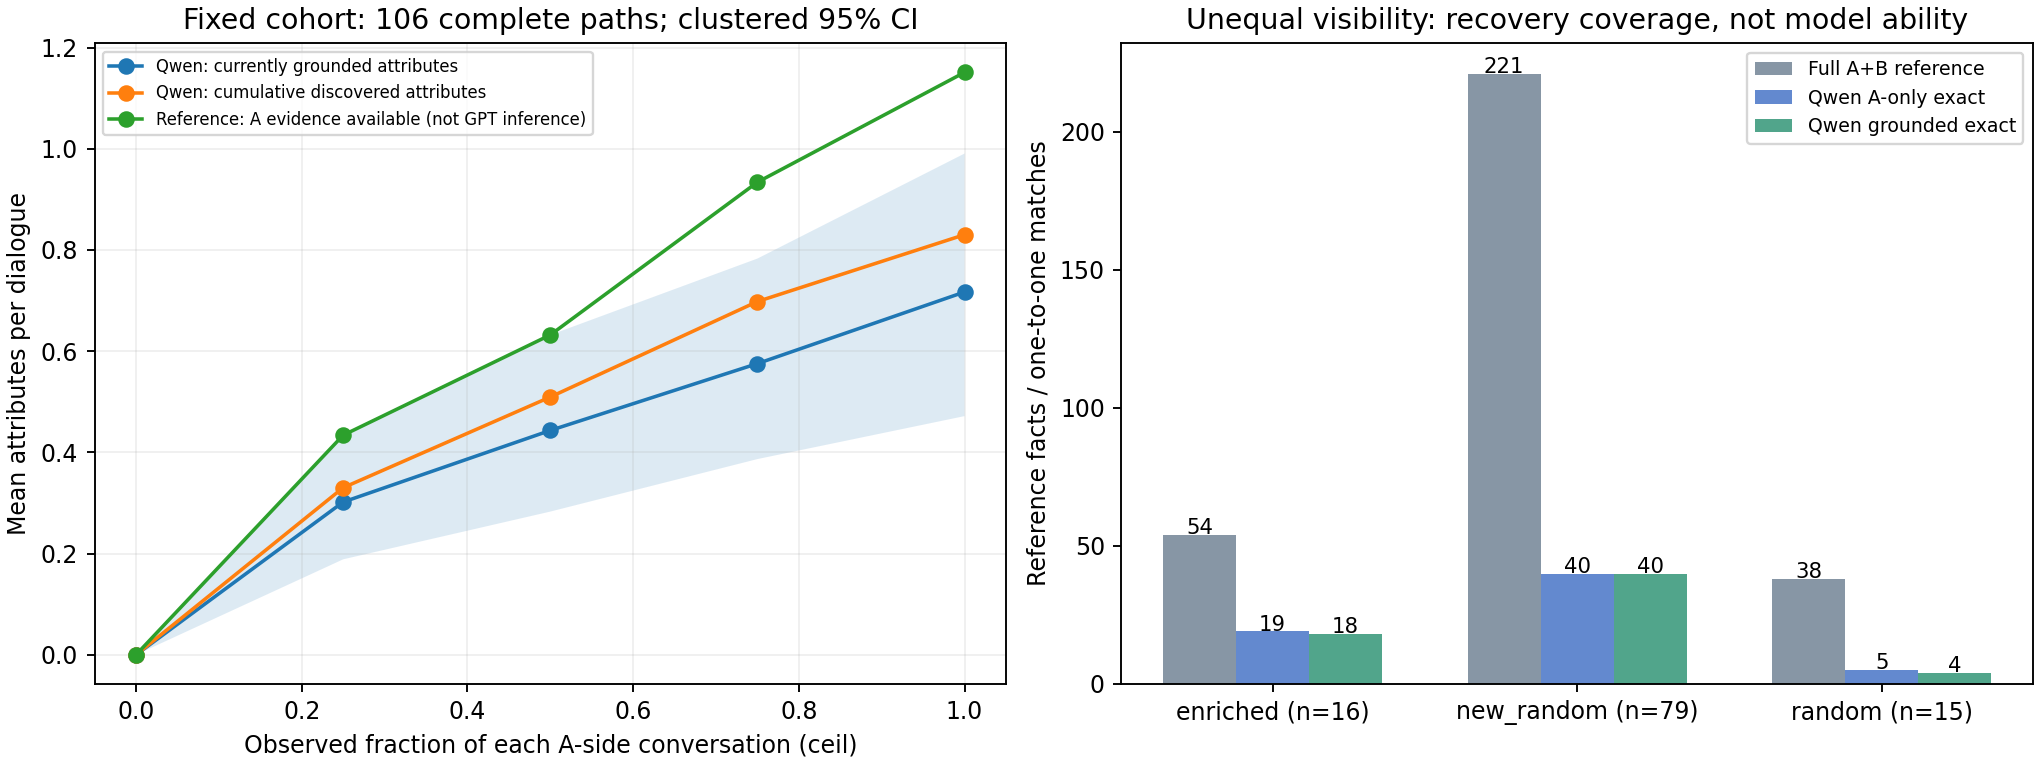 Fixed cohort: 106 complete paths; clustered 95% CI
Qwen: currently grounded attributes
Qwen: cumulative discovered attributes
Reference: A evidence available (not GPT inference)
Mean attributes per dialogue
1.2
1.0
0.8
0.6
0.4
0.2
0.0
0.0 0.2 0.4 0.6 0.8 1.0
Observed fraction of each A-side conversation (ceil)
Unequal visibility: recovery coverage, not model ability
Full A+B reference
Qwen A-only exact
Qwen grounded exact
Reference facts / one-to-one matches
200
150
100
50
0
54 19 18
221 40 40
38 5 4
enriched (n=16) new_random (n=79) random (n=15)